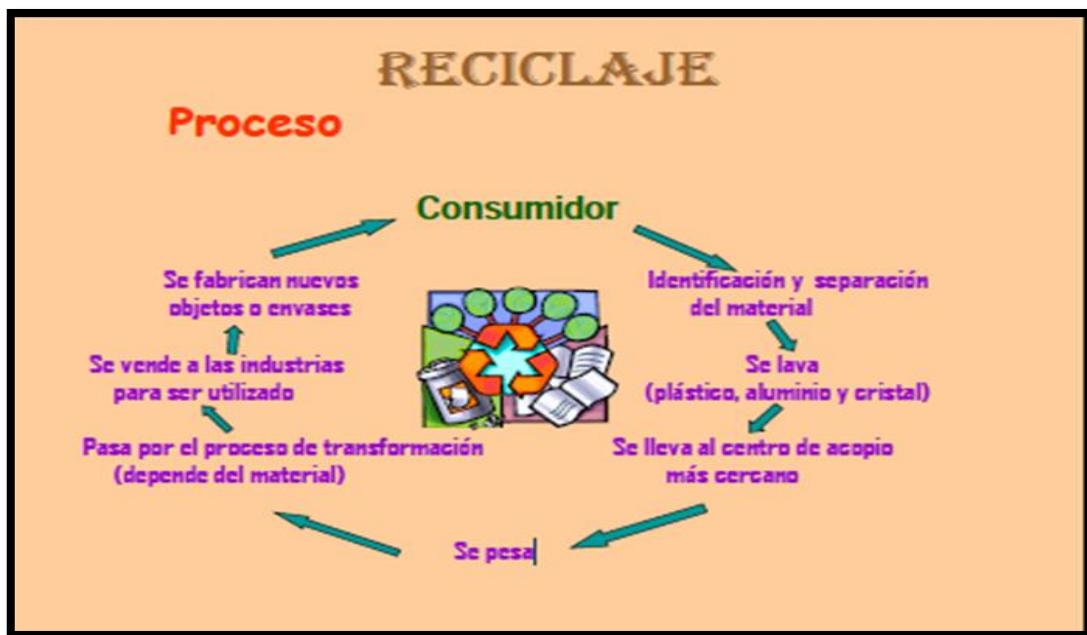 RECICLAJE
Proceso
Consumidor
Identificación y separación
del material
Se lava
(plástico, aluminio y cristal)
Se lleva al centro de acopio
más cercano
Se pesa
Pasa por el proceso de transformación
(depende del material)
Se vende a las industrias
para ser utilizado
Se fabrican nuevos
objetos o envases